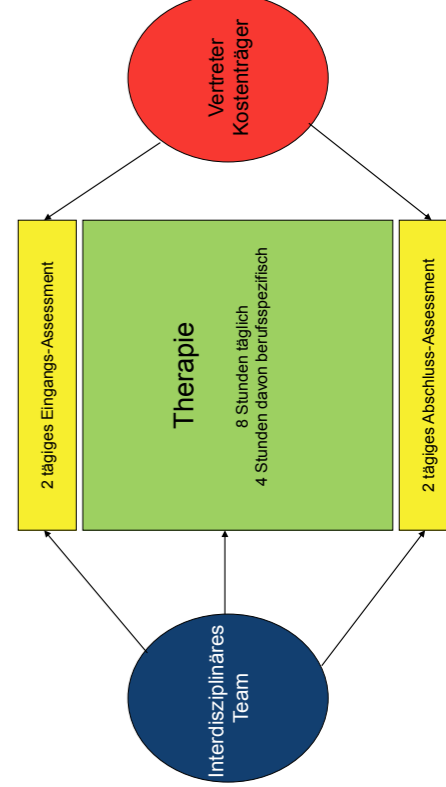 Interdisziplinäres
Team
2 tägiges Eingangs-Assessment
Therapie
8 Stunden täglich
4 Stunden davon berufsspezifisch
2 tägiges Abschluss-Assessment
Vertreter
Kostenträger